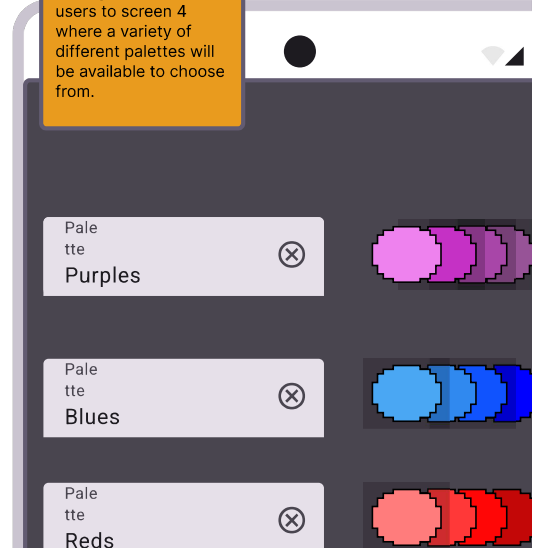 users to screen 4
where a variety of
different palettes will
be available to choose
from.
Pale
tte
Purples
Pale
tte
Blues
Pale
tte
Reds